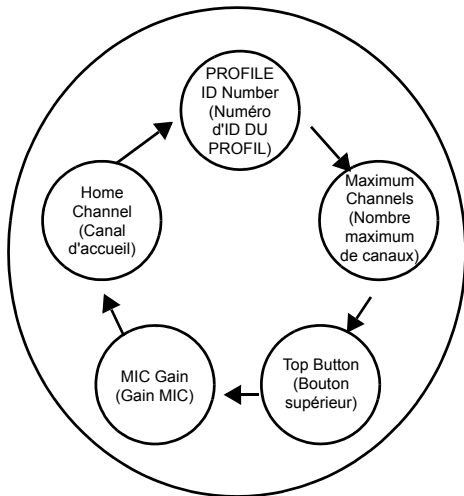 PROFILE
ID Number
(Numéro
d'ID DU
PROFIL)
Maximum
Channels
(Nombre
maximum
de canaux)
Top Button
(Bouton
supérieur)
MIC Gain
(Gain MIC)
Home
Channel
(Canal
d'accueil)